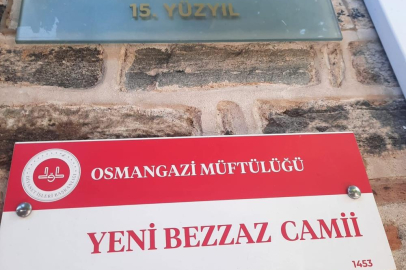 15. YÜZYIL
OSMANGAZİ MÜFTÜLÜĞÜ
YENİ BEZZAZ CAMİİ
1453